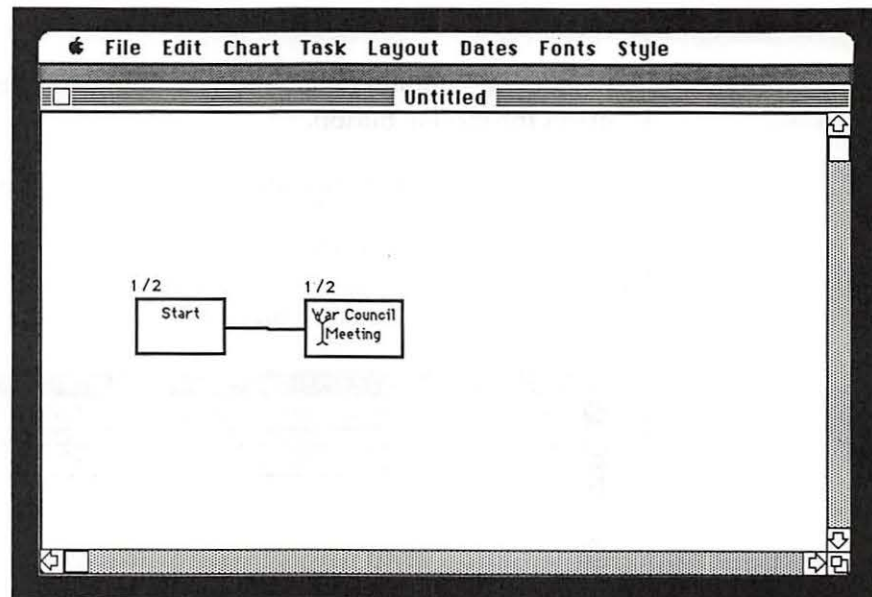 File Edit Chart Task Layout Dates Fonts Style
Untitled
1/2 1/2
Start
War Council
Meeting